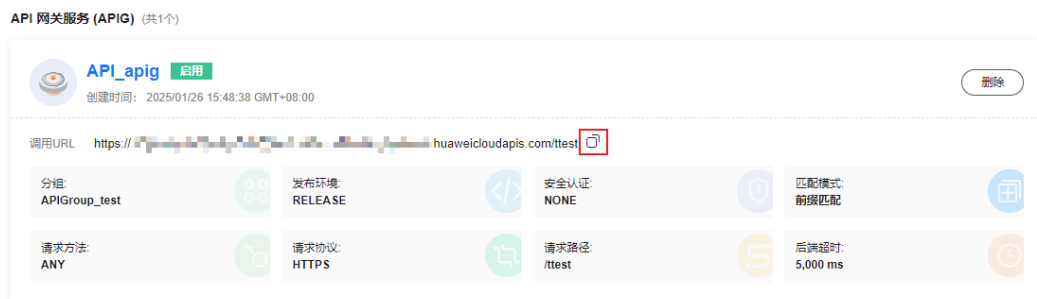 API 网关服务 (APIG) (共1个)
API_apig 启用
创建时间: 2025/01/26 15:48:38 GMT+08:00
删除
调用URL https:// huaweicloudapis.com/ttest
分组: 发布环境: 安全认证: 匹配模式:
APIGroup_test RELEASE NONE 前缀匹配
请求方法: 请求协议: 请求路径: 后端超时:
ANY HTTPS /ttest 5,000 ms